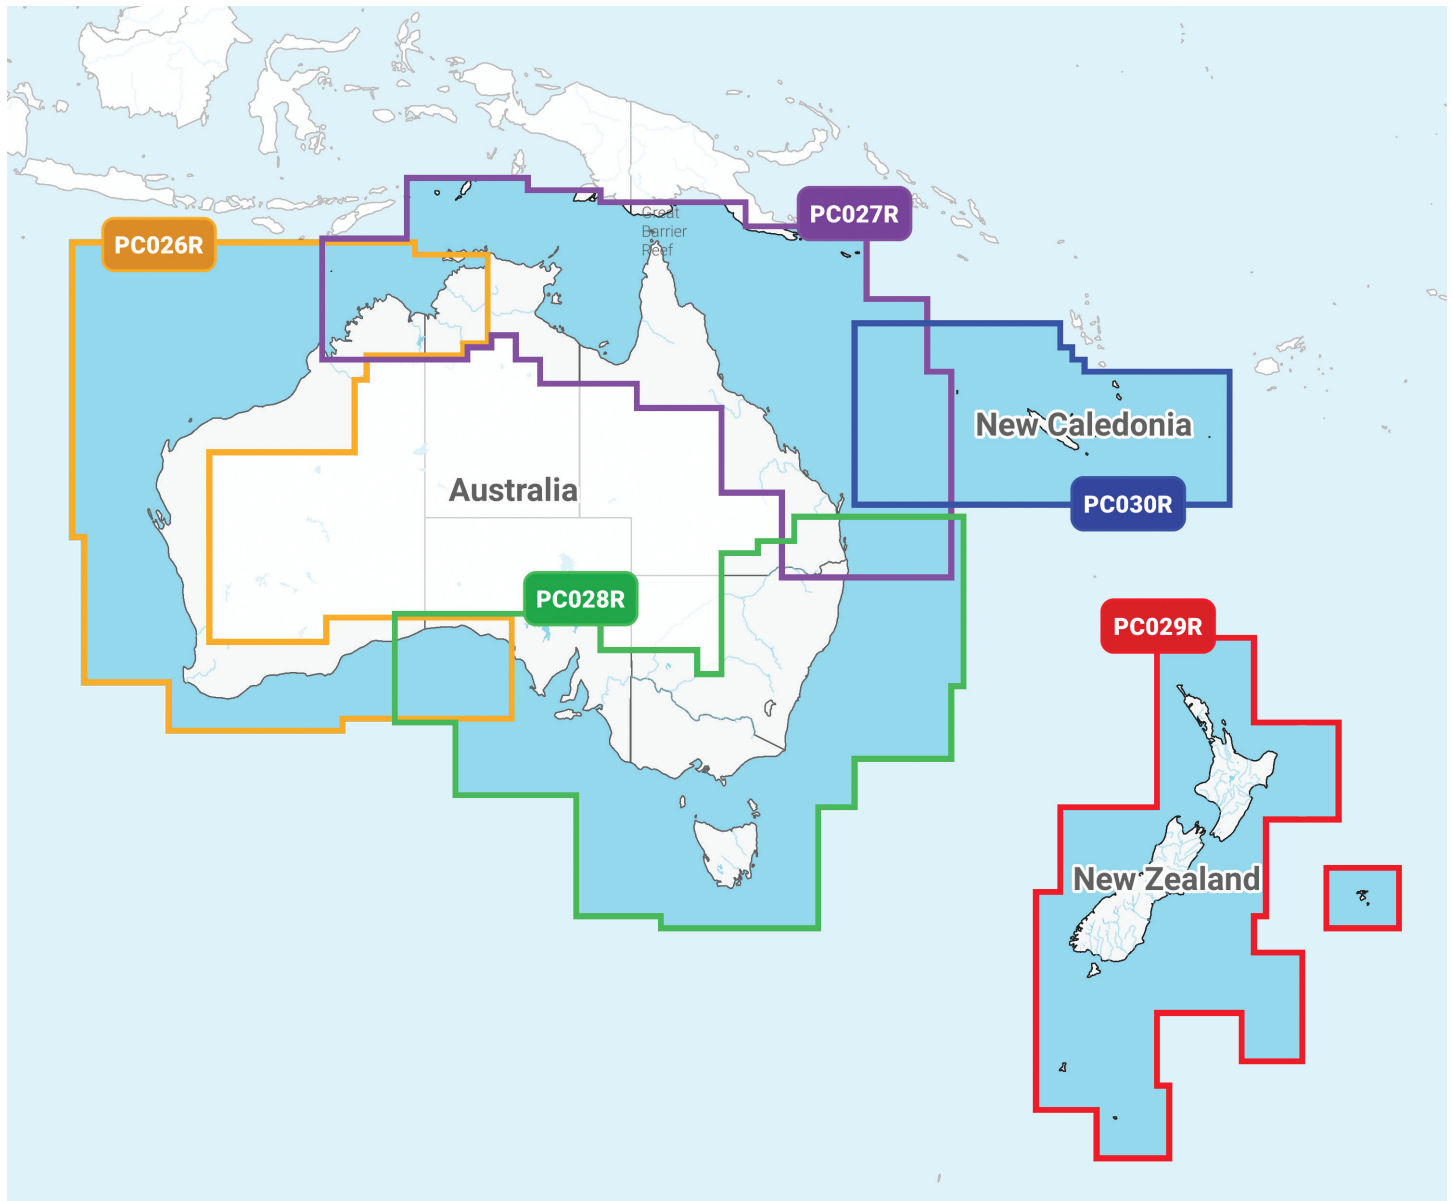 Great
Barrier
Reef
PC027R
PC026R
New Caledonia
Australia
PC030R
PC028R
PC029R
New Zealand